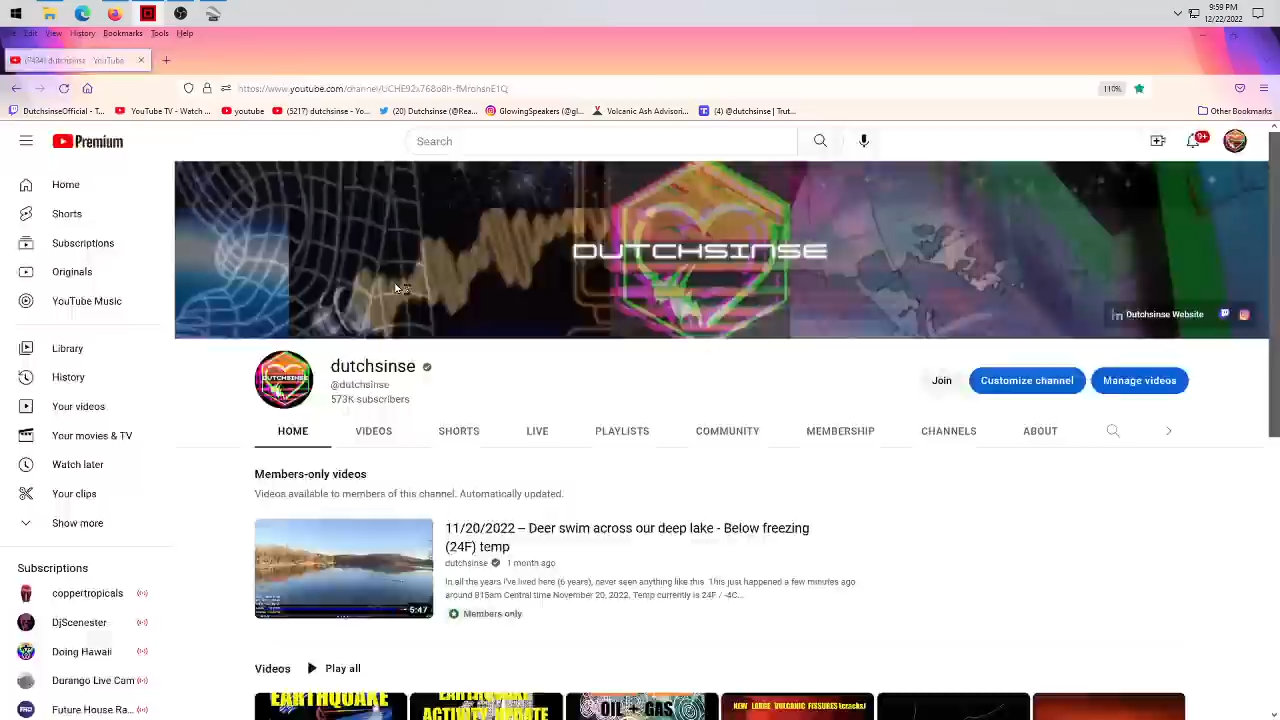 9:59 PM
12/22/2022
Edit View History Bookmarks Tools Help
dutchsinse - YouTube
https://www.youtube.com/channel/
110%
DutchsinseOfficial - T... YouTube TV - Watch ... youtube (5217) dutchsinse - Yo... (20) Dutchsinse (@Rea... GlowingSpeakers (@gl... Volcanic Ash Advisori... (4) @dutchsinse | Trut... Other Bookmarks
Premium
Search
9+
Home
Shorts
Subscriptions
Originals
YouTube Music
Library
History
Your videos
Your movies & TV
Watch later
Your clips
Show more
Subscriptions
coppertropicals
DjScenester
Doing Hawaii
Durango Live Cam
Future House Ra...
DUTCHSINSE
Dutchsinse Website
dutchsinse
@dutchsinse
573K subscribers
Join
Customize channel
Manage videos
HOME VIDEOS SHORTS LIVE PLAYLISTS COMMUNITY MEMBERSHIP CHANNELS ABOUT
Members-only videos
Videos available to members of this channel. Automatically updated.
5:47
11/20/2022 – Deer swim across our deep lake - Below freezing
(24F) temp
dutchsinse 1 month ago
In all the years I've lived here (6 years), never seen anything like this This just happened a few minutes ago
around 815am Central time November 20, 2022. Temp currently is 24F / -4C...
Members only
Videos Play all
EARTHQUAKE
ACTIVITY UPDATE
OIL + GAS
NEW LARGE VOLCANIC FISSURES (cracks)